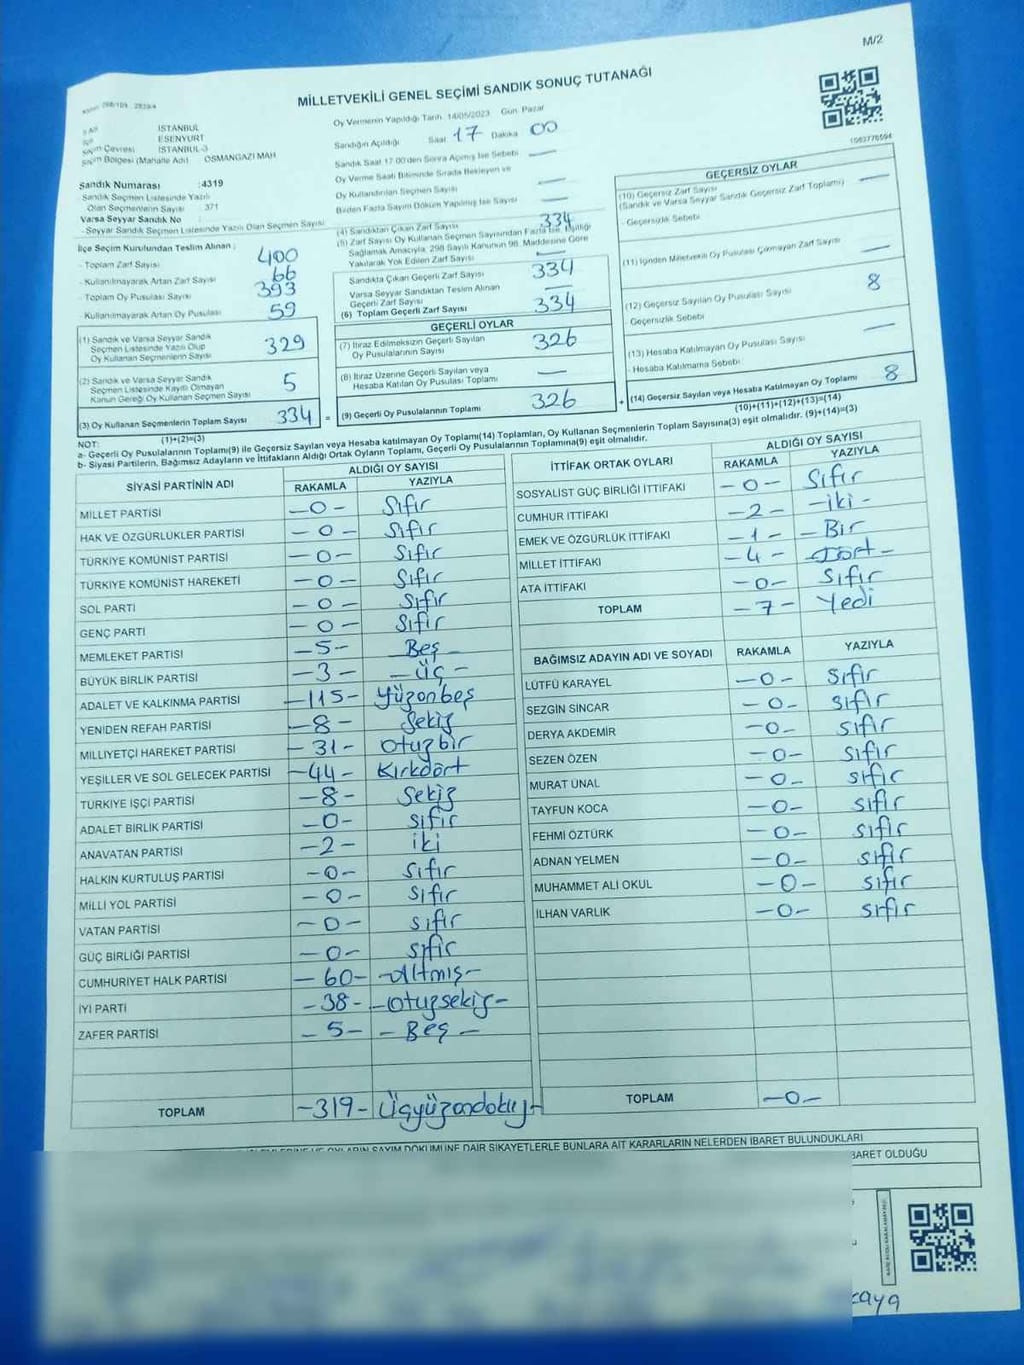 M/2
MİLLETVEKİLİ GENEL SEÇİMİ SANDIK SONUÇ TUTANAĞI
İSTANBUL
ESENYURT
Seçim Çevresi İSTANBUL-3
Seçim Bölgesi (Mahalle Adı) OSMANGAZİ MAH
Sandık Numarası :4319
Sandık Seçmen Listesinde Yazılı
Olan Seçmenlerin Sayısı 371
Varsa Seyyar Sandık No
- Seyyar Sandık Seçmen Listesinde Yazılı Olan Seçmen Sayısı
Oy Vermenin Yapıldığı Tarih 14/05/2023 Gün Pazar
Sandığın Açıldığı Saat 17 Dakika 00
Sandık Saat 17.00'den Sonra Açılmış İse Sebebi —
Oy Verme Saati Bitiminde Sırada Bekleyen ve
Oy Kullandırılan Seçmen Sayısı —
Birden Fazla Sayım Döküm Yapılmış İse Sayısı —
1063776594
İlçe Seçim Kurulundan Teslim Alınan :
- Toplam Zarf Sayısı 400
- Kullanılmayarak Artan Zarf Sayısı 66
- Toplam Oy Pusulası Sayısı 393
- Kullanılmayarak Artan Oy Pusulası 59
(1) Sandık ve Varsa Seyyar Sandık
Seçmen Listesinde Yazılı Olup
Oy Kullanan Seçmenlerin Sayısı 329
(2) Sandık ve Varsa Seyyar Sandık
Seçmen Listesinde Kayıtlı Olmayan
Kanun Gereği Oy Kullanan Seçmen Sayısı 5
(3) Oy Kullanan Seçmenlerin Toplam Sayısı 334 =
(1)+(2)=(3)
(4) Sandıktan Çıkan Zarf Sayısı 334
(5) Zarf Sayısı Oy Kullanan Seçmen Sayısından Fazla İse, Eşitliği
Sağlamak Amacıyla, 298 Sayılı Kanunun 98. Maddesine Göre
Yakılarak Yok Edilen Zarf Sayısı —
Sandıkta Çıkan Geçerli Zarf Sayısı 334
Varsa Seyyar Sandıktan Teslim Alınan
Geçerli Zarf Sayısı —
(6) Toplam Geçerli Zarf Sayısı 334
GEÇERLİ OYLAR
(7) İtiraz Edilmeksizin Geçerli Sayılan
Oy Pusulalarının Sayısı 326
(8) İtiraz Üzerine Geçerli Sayılan veya
Hesaba Katılan Oy Pusulası Toplamı —
(9) Geçerli Oy Pusulalarının Toplamı 326 +
GEÇERSİZ OYLAR
(10) Geçersiz Zarf Sayısı
(Sandık ve Varsa Seyyar Sandık Geçersiz Zarf Toplamı) —
- Geçersizlik Sebebi
(11) İçinden Milletvekili Oy Pusulası Çıkmayan Zarf Sayısı —
(12) Geçersiz Sayılan Oy Pusulası Sayısı 8
- Geçersizlik Sebebi
(13) Hesaba Katılmayan Oy Pusulası Sayısı —
- Hesaba Katılmama Sebebi
(14) Geçersiz Sayılan veya Hesaba Katılmayan Oy Toplamı 8
(10)+(11)+(12)+(13)=(14)
NOT:
a- Geçerli Oy Pusulalarının Toplamı(9) ile Geçersiz Sayılan veya Hesaba katılmayan Oy Toplamı(14) Toplamları, Oy Kullanan Seçmenlerin Toplam Sayısına(3) eşit olmalıdır. (9)+(14)=(3)
b- Siyasi Partilerin, Bağımsız Adayların ve İttifakların Aldığı Ortak Oyların Toplamı, Geçerli Oy Pusulalarının Toplamına(9) eşit olmalıdır.
SİYASİ PARTİNİN ADI ALDIĞI OY SAYISI
RAKAMLA YAZIYLA
MİLLET PARTİSİ -0- Sıfır
HAK VE ÖZGÜRLÜKLER PARTİSİ -0- Sıfır
TÜRKİYE KOMÜNİST PARTİSİ -0- Sıfır
TÜRKİYE KOMÜNİST HAREKETİ -0- Sıfır
SOL PARTİ -0- Sıfır
GENÇ PARTİ -0- Sıfır
MEMLEKET PARTİSİ -5- Beş
BÜYÜK BİRLİK PARTİSİ -3- -Üç-
ADALET VE KALKINMA PARTİSİ -115- Yüzonbeş
YENİDEN REFAH PARTİSİ -8- Sekiz
MİLLİYETÇİ HAREKET PARTİSİ -31- Otuzbir
YEŞİLLER VE SOL GELECEK PARTİSİ -44- Kırkdört
TÜRKİYE İŞÇİ PARTİSİ -8- Sekiz
ADALET BİRLİK PARTİSİ -0- sıfır
ANAVATAN PARTİSİ -2- iki
HALKIN KURTULUŞ PARTİSİ -0- sıfır
MİLLİ YOL PARTİSİ -0- sıfır
VATAN PARTİSİ -0- sıfır
GÜÇ BİRLİĞİ PARTİSİ -0- sıfır
CUMHURİYET HALK PARTİSİ -60- -Altmış-
İYİ PARTİ -38- -Otuzsekiz-
ZAFER PARTİSİ -5- -Beş-
TOPLAM -319- Üçyüzondokuz-
İTTİFAK ORTAK OYLARI ALDIĞI OY SAYISI
RAKAMLA YAZIYLA
SOSYALİST GÜÇ BİRLİĞİ İTTİFAKI -0- Sıfır
CUMHUR İTTİFAKI -2- -iki-
EMEK VE ÖZGÜRLÜK İTTİFAKI -1- -Bir
MİLLET İTTİFAKI -4- -Dört-
ATA İTTİFAKI -0- Sıfır
TOPLAM -7- Yedi
BAĞIMSIZ ADAYIN ADI VE SOYADI RAKAMLA YAZIYLA
LÜTFÜ KARAYEL -0- sıfır
SEZGİN SİNCAR -0- sıfır
DERYA AKDEMİR -0- sıfır
SEZEN ÖZEN -0- sıfır
MURAT ÜNAL -0- sıfır
TAYFUN KOCA -0- sıfır
FEHMİ ÖZTÜRK -0- sıfır
ADNAN YELMEN -0- sıfır
MUHAMMET ALİ OKUL -0- sıfır
İLHAN VARLIK -0- sıfır
TOPLAM -0-
OYLARIN SAYIM DÖKÜMÜNE DAİR ŞİKAYETLERLE BUNLARA AİT KARARLARIN NELERDEN İBARET BULUNDUKLARI
BARET OLDUĞU